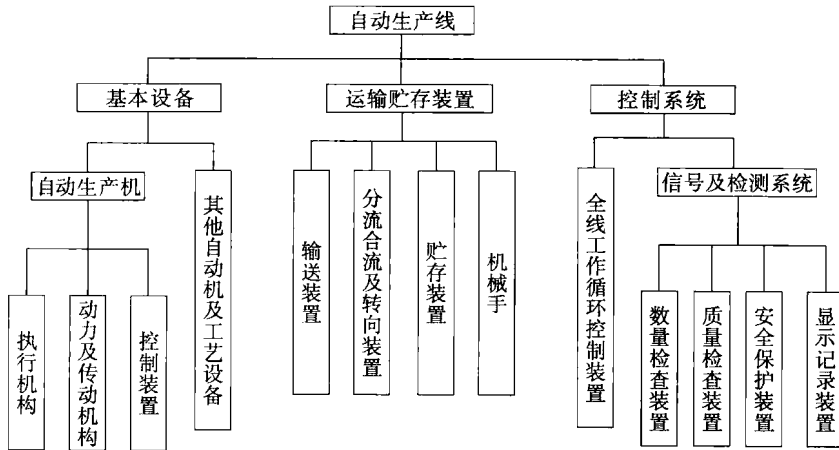 自动生产线
基本设备
运输贮存装置
控制系统
自动生产机
其他自动机及工艺设备
输送装置
分流合流及转向装置
贮存装置
机械手
全线工作循环控制装置
信号及检测系统
执行机构
动力及传动机构
控制装置
数量检查装置
质量检查装置
安全保护装置
显示记录装置